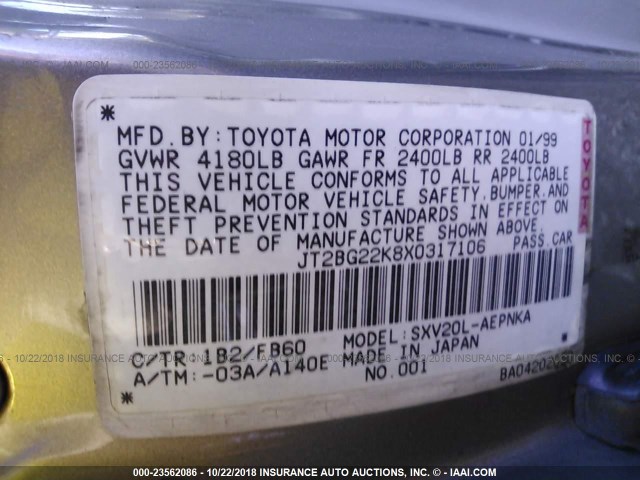 *
MFD. BY: TOYOTA MOTOR CORPORATION 01/99
GVWR 4180LB GAWR FR 2400LB RR 2400LB
THIS VEHICLE CONFORMS TO ALL APPLICABLE
FEDERAL MOTOR VEHICLE SAFETY, BUMPER, AND
THEFT PREVENTION STANDARDS IN EFFECT ON
THE DATE OF MANUFACTURE SHOWN ABOVE.
JT2BG22K8X0317106 PASS. CAR
TOYOTA
C/TR 1B2/FB60 MODEL: SXV20L-AEPNKA
A/TM: -03A/A140E MADE IN JAPAN
* NO. 001
000-23562086 - 10/22/2018 INSURANCE AUTO AUCTIONS, INC. - © - IAAI.COM